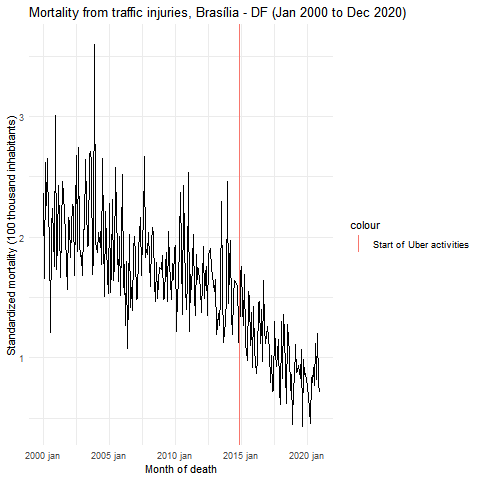 Mortality from traffic injuries, Brasília - DF (Jan 2000 to Dec 2020)
Standardized mortality (100 thousand inhabitants)
3
2
1
2000 jan
2005 jan
2010 jan
2015 jan
2020 jan
Month of death
colour
Start of Uber activities